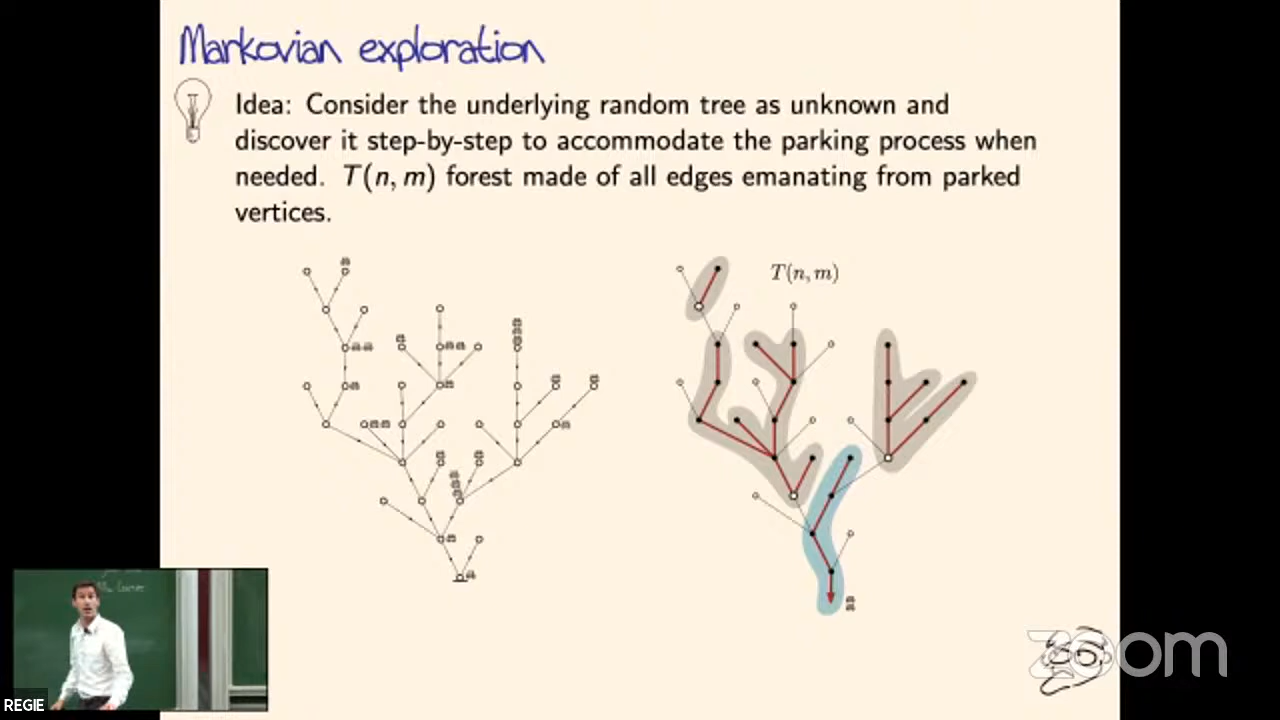 Markovian exploration
Idea: Consider the underlying random tree as unknown and
discover it step-by-step to accommodate the parking process when
needed. T(n, m) forest made of all edges emanating from parked
vertices.
T(n, m)
zoom
REGIE